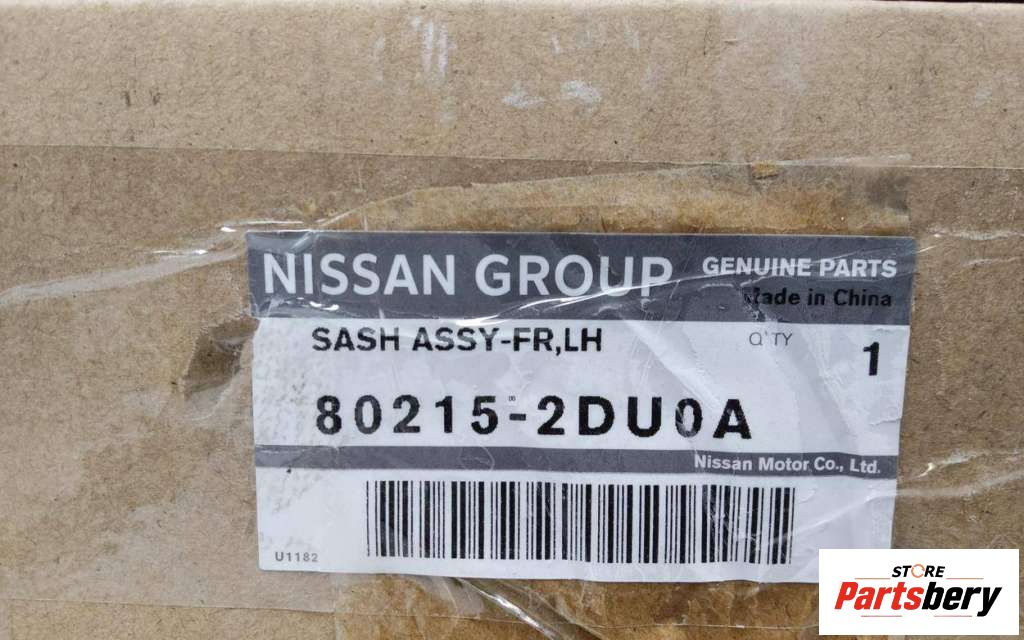 NISSAN GROUP
GENUINE PARTS
Made in China
SASH ASSY-FR,LH
Q'TY
1
80215-2DU0A
Nissan Motor Co., Ltd.
U1182
STORE
Partsbery